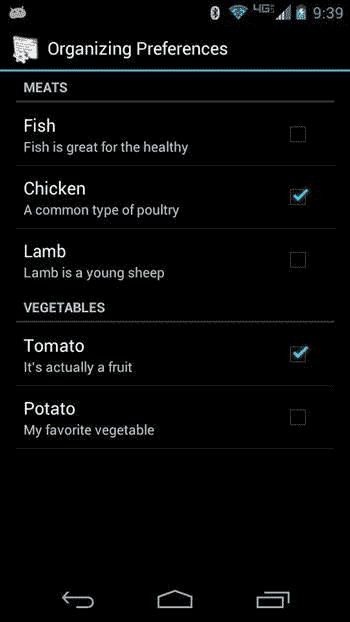 4G 9:39
Organizing Preferences
MEATS
Fish
Fish is great for the healthy
Chicken
A common type of poultry
Lamb
Lamb is a young sheep
VEGETABLES
Tomato
It's actually a fruit
Potato
My favorite vegetable